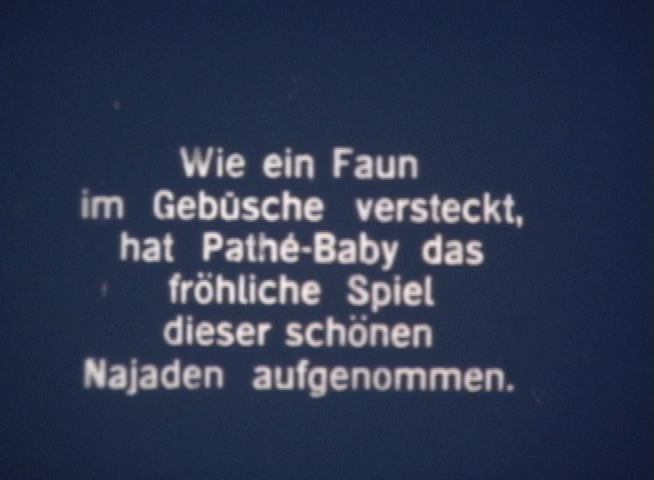 Wie ein Faun
im Gebüsche versteckt,
hat Pathé-Baby das
fröhliche Spiel
dieser schönen
Najaden aufgenommen.